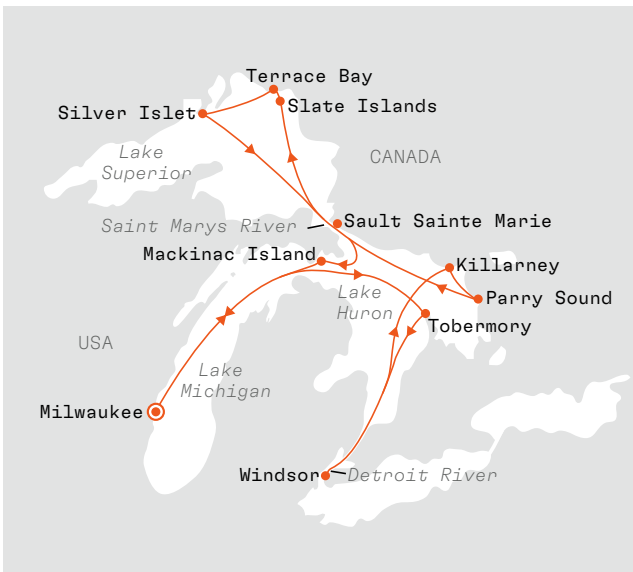 Terrace Bay
Slate Islands
Silver Islet
Lake
Superior
CANADA
Saint Marys River
Sault Sainte Marie
Mackinac Island
Killarney
Lake
Huron
Parry Sound
Tobermory
USA
Lake
Michigan
Milwaukee
Windsor
Detroit River